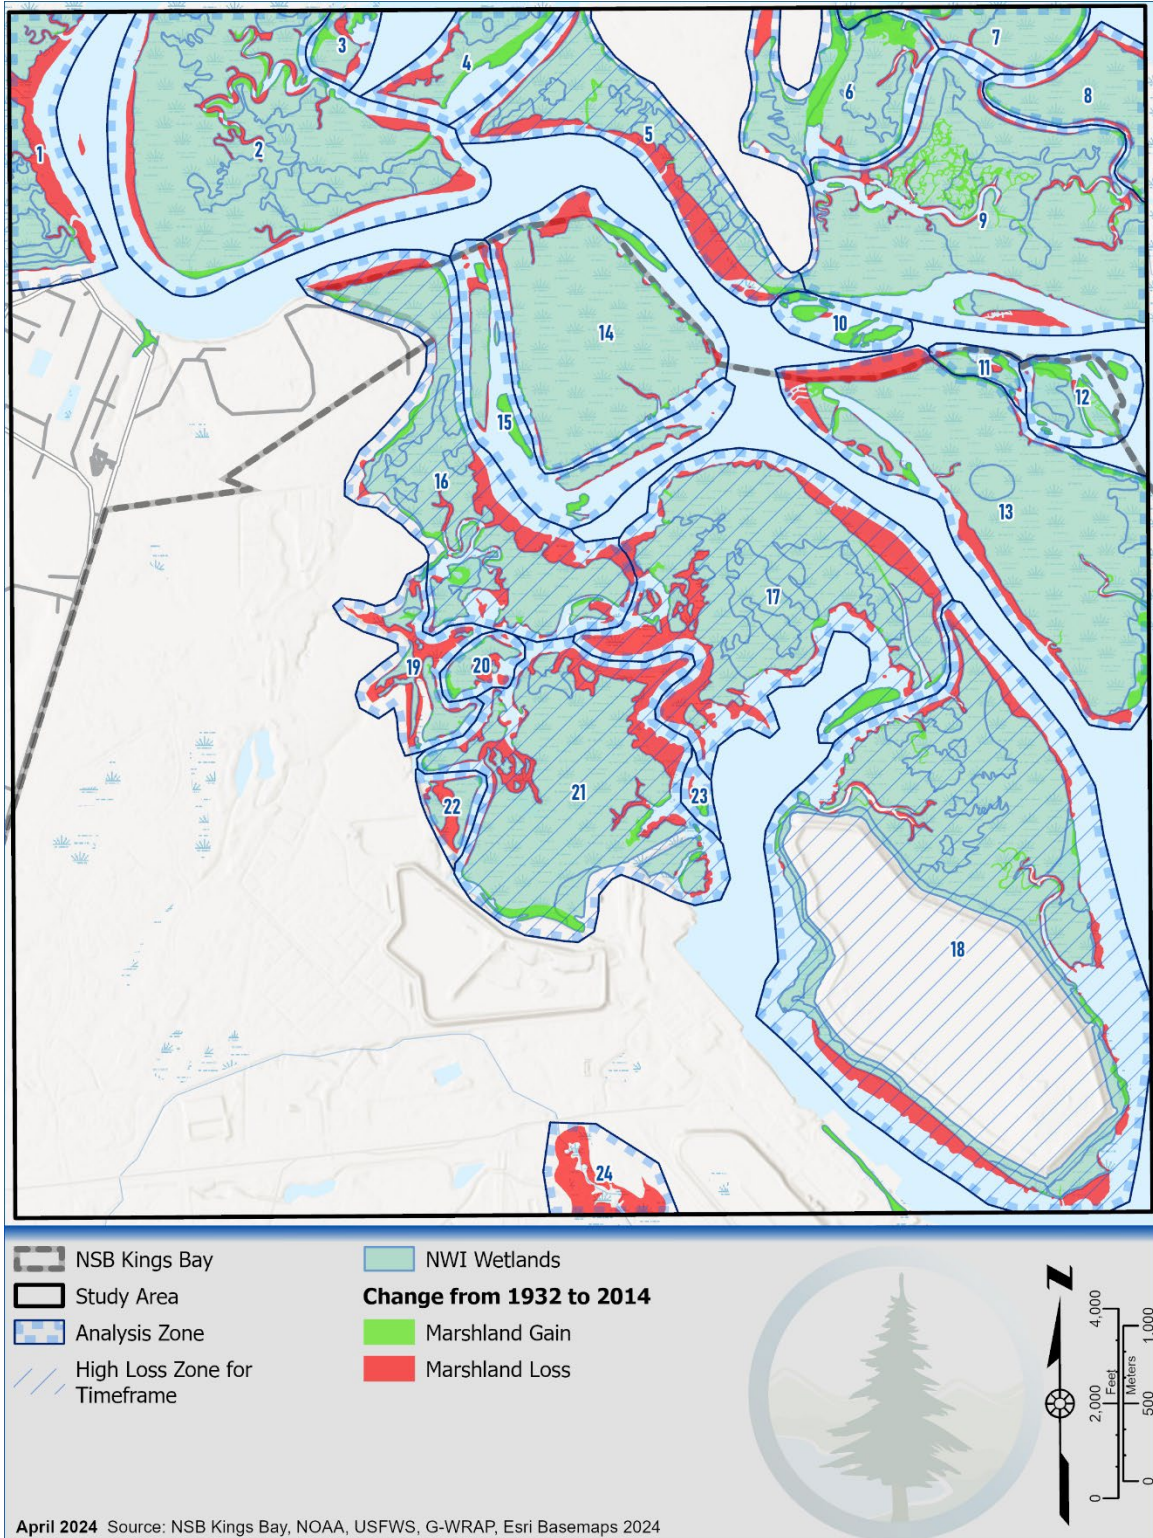 3
7
4
6
8
5
1
2
9
10
14
11
12
15
16
13
17
19
20
21
23
22
18
24
NSB Kings Bay
Study Area
Analysis Zone
High Loss Zone for
Timeframe
NWI Wetlands
Change from 1932 to 2014
Marshland Gain
Marshland Loss
N
4,000
2,000
0
Feet
Meters
1,000
500
0
April 2024 Source: NSB Kings Bay, NOAA, USFWS, G-WRAP, Esri Basemaps 2024